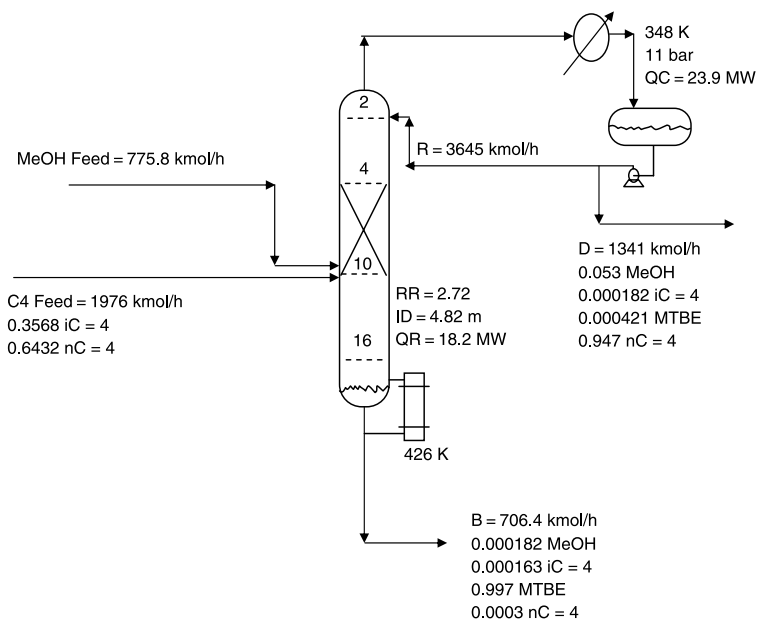 348 K
11 bar
QC = 23.9 MW
2
R = 3645 kmol/h
MeOH Feed = 775.8 kmol/h
4
D = 1341 kmol/h
0.053 MeOH
0.000182 iC = 4
0.000421 MTBE
0.947 nC = 4
10
C4 Feed = 1976 kmol/h
0.3568 iC = 4
0.6432 nC = 4
RR = 2.72
ID = 4.82 m
QR = 18.2 MW
16
426 K
B = 706.4 kmol/h
0.000182 MeOH
0.000163 iC = 4
0.997 MTBE
0.0003 nC = 4